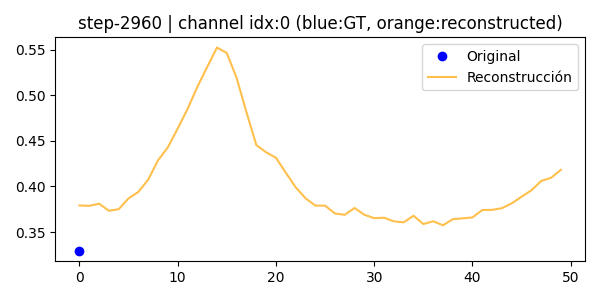 step-2960 | channel idx:0 (blue:GT, orange:reconstructed)
Original
Reconstrucción
0.55
0.50
0.45
0.40
0.35
0 10 20 30 40 50